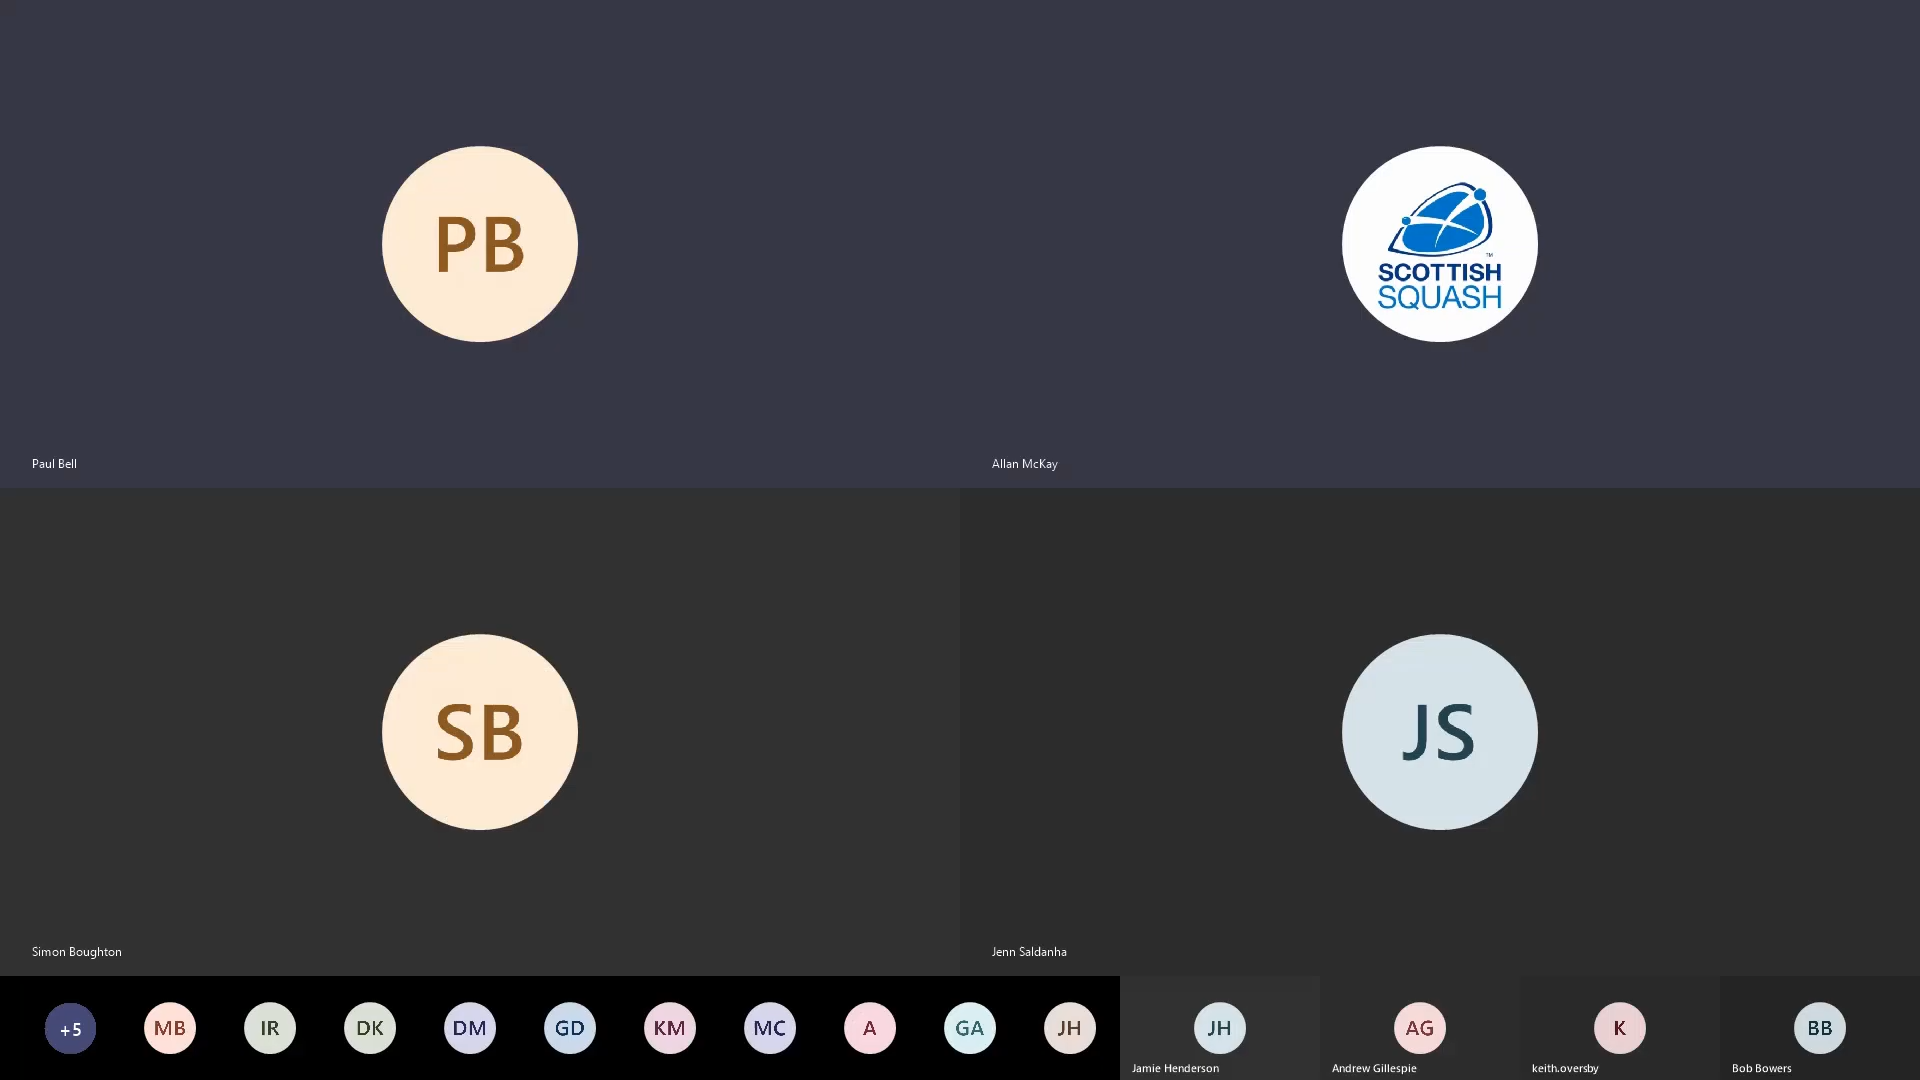 PB
™
SCOTTISH
SQUASH
Paul Bell
Allan McKay
SB
JS
Simon Boughton
Jenn Saldanha
+5
MB
IR
DK
DM
GD
KM
MC
A
GA
JH
JH
AG
K
BB
Jamie Henderson
Andrew Gillespie
keith.oversby
Bob Bowers